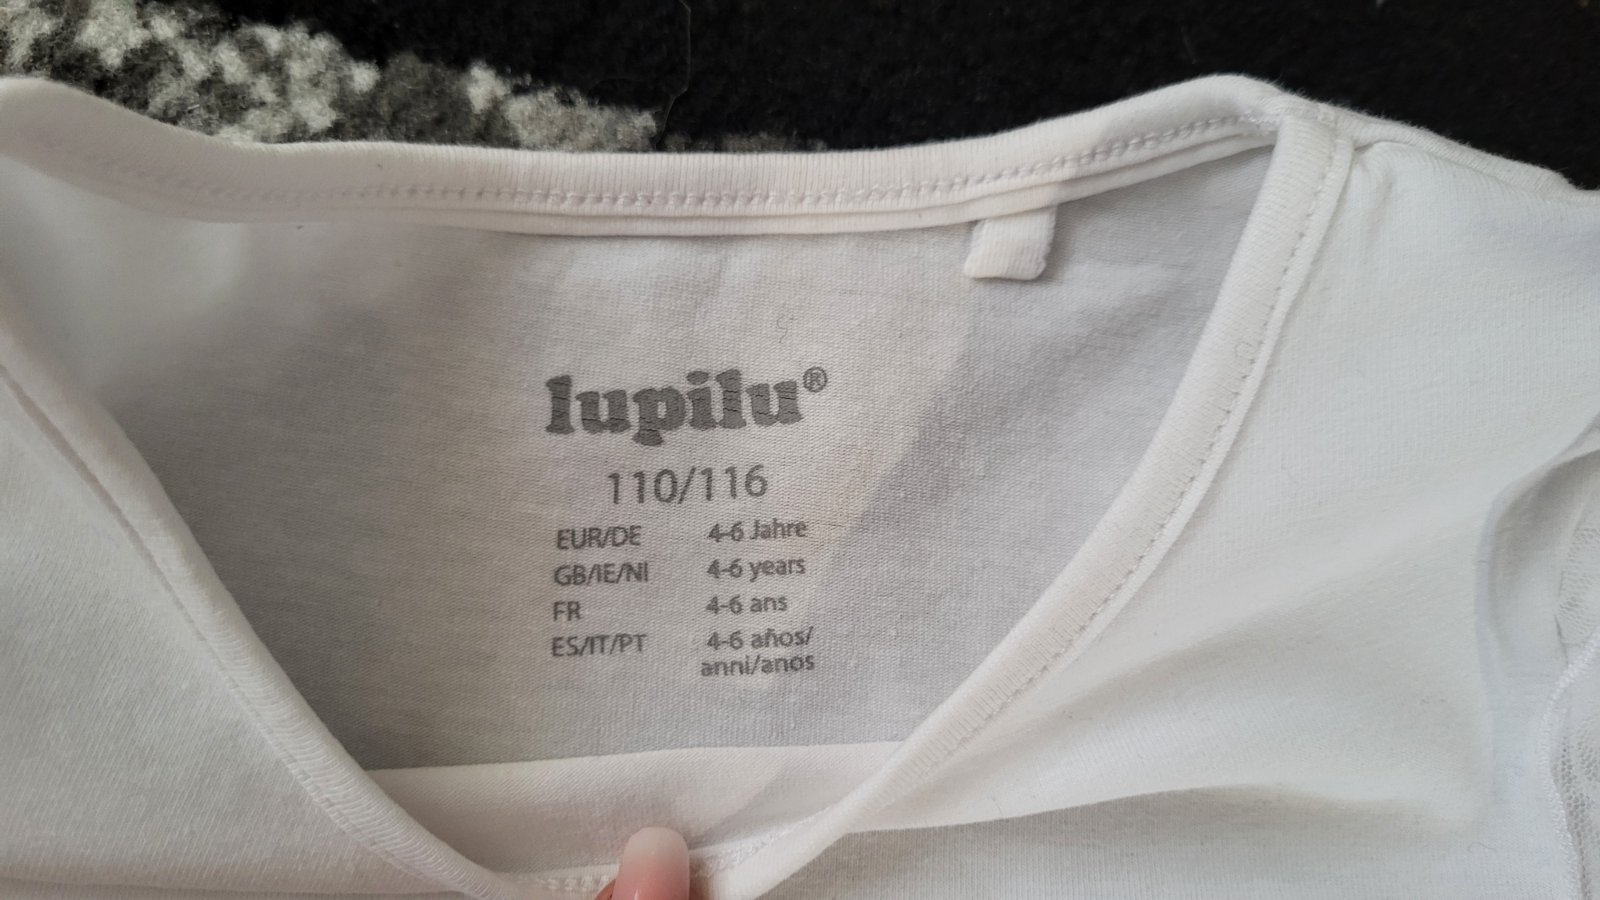 lupilu®
110/116
EUR/DE 4-6 Jahre
GB/IE/NI 4-6 years
FR 4-6 ans
ES/IT/PT 4-6 años/
anni/anos